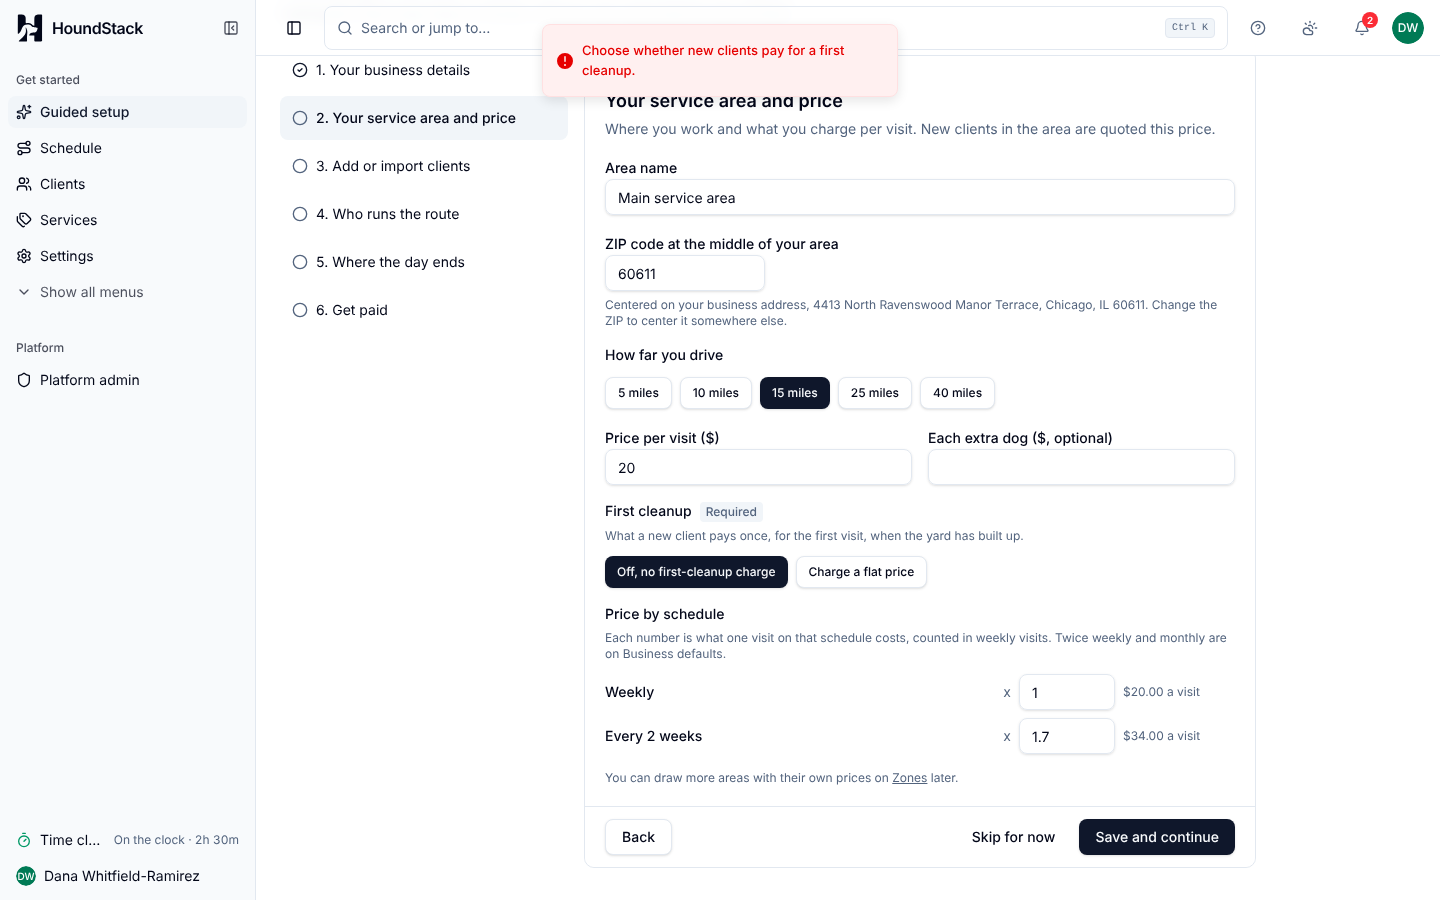 HoundStack
Search or jump to...
Ctrl K
2
DW
Choose whether new clients pay for a first
cleanup.
Get started
Guided setup
Schedule
Clients
Services
Settings
Show all menus
Platform
Platform admin
Time cl...
On the clock · 2h 30m
DW
Dana Whitfield-Ramirez
1. Your business details
2. Your service area and price
3. Add or import clients
4. Who runs the route
5. Where the day ends
6. Get paid
Your service area and price
Where you work and what you charge per visit. New clients in the area are quoted this price.
Area name
Main service area
ZIP code at the middle of your area
60611
Centered on your business address, 4413 North Ravenswood Manor Terrace, Chicago, IL 60611. Change the
ZIP to center it somewhere else.
How far you drive
5 miles
10 miles
15 miles
25 miles
40 miles
Price per visit ($)
Each extra dog ($, optional)
20
First cleanup
Required
What a new client pays once, for the first visit, when the yard has built up.
Off, no first-cleanup charge
Charge a flat price
Price by schedule
Each number is what one visit on that schedule costs, counted in weekly visits. Twice weekly and monthly are
on Business defaults.
Weekly
x
1
$20.00 a visit
Every 2 weeks
x
1.7
$34.00 a visit
You can draw more areas with their own prices on Zones later.
Back
Skip for now
Save and continue